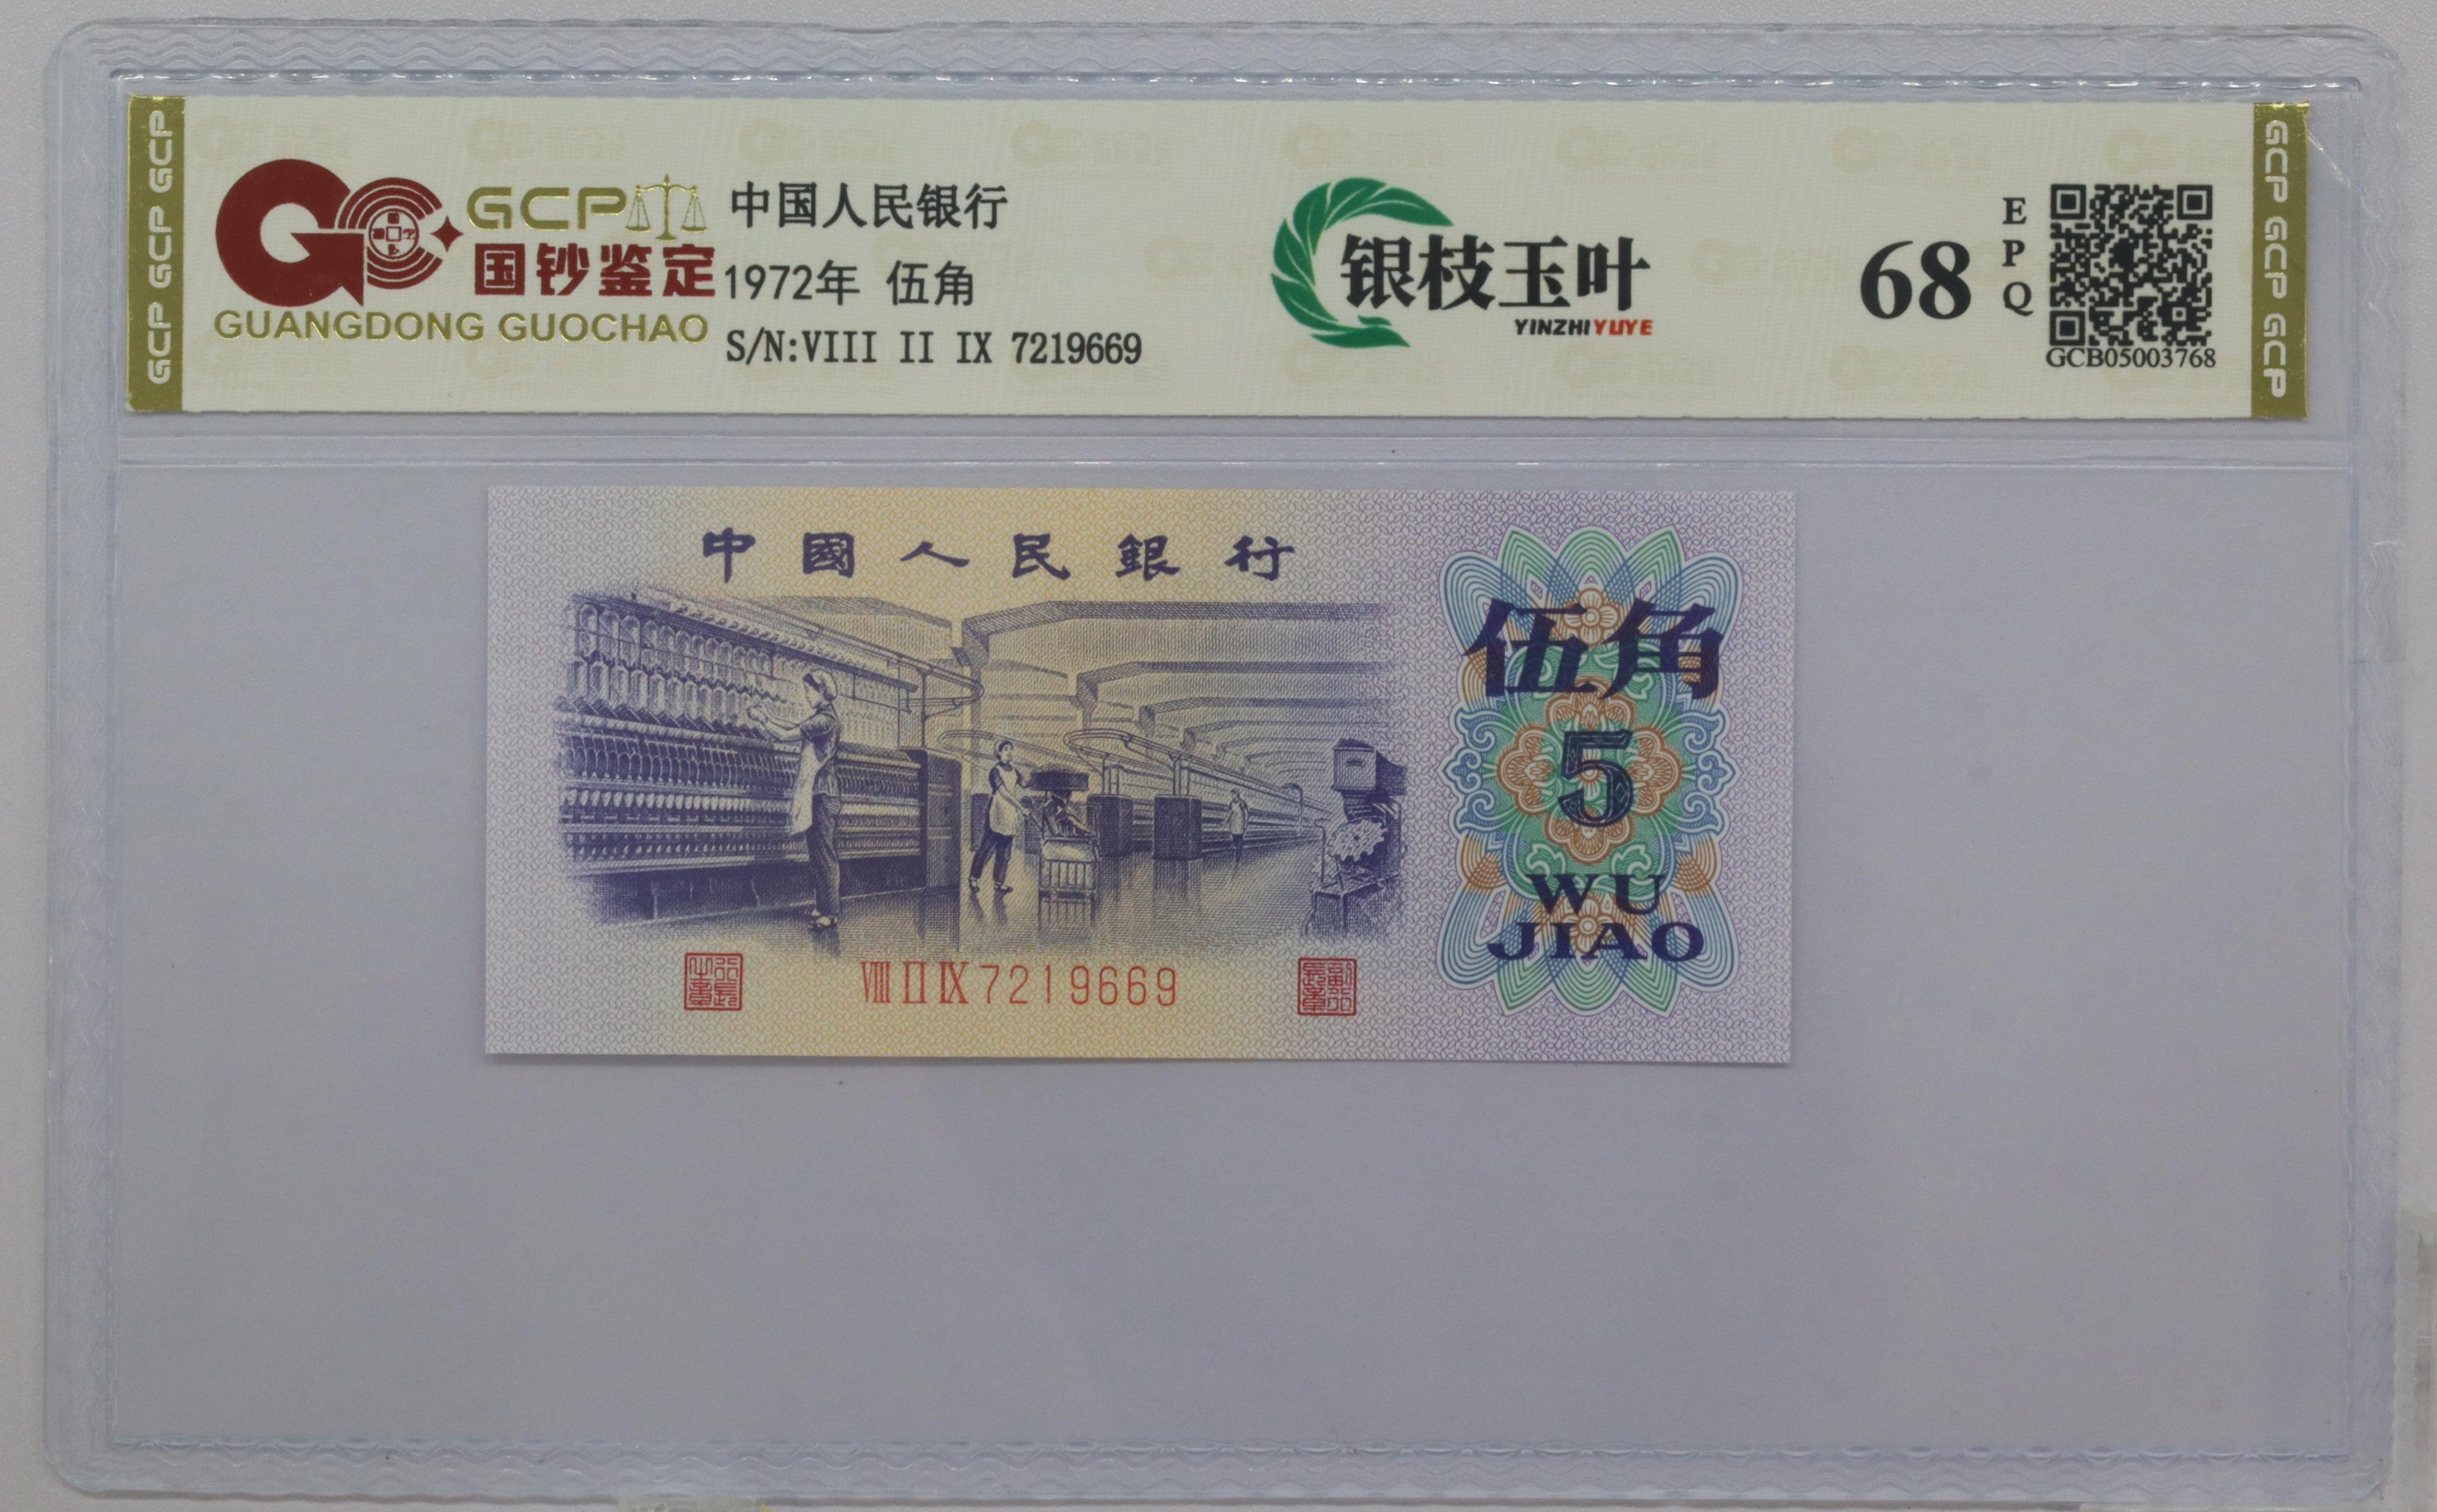 GCP GCP GCP
GCP
国钞鉴定
GUANGDONG GUOCHAO
中国人民银行
1972年 伍角
S/N:VIII II IX 7219669
银枝玉叶
YINZHIYUYE
68
EPQ
GCB05003768
GCP GCP GCP
中國人民銀行
伍角
5
WU
JIAO
VIII II IX 7219669